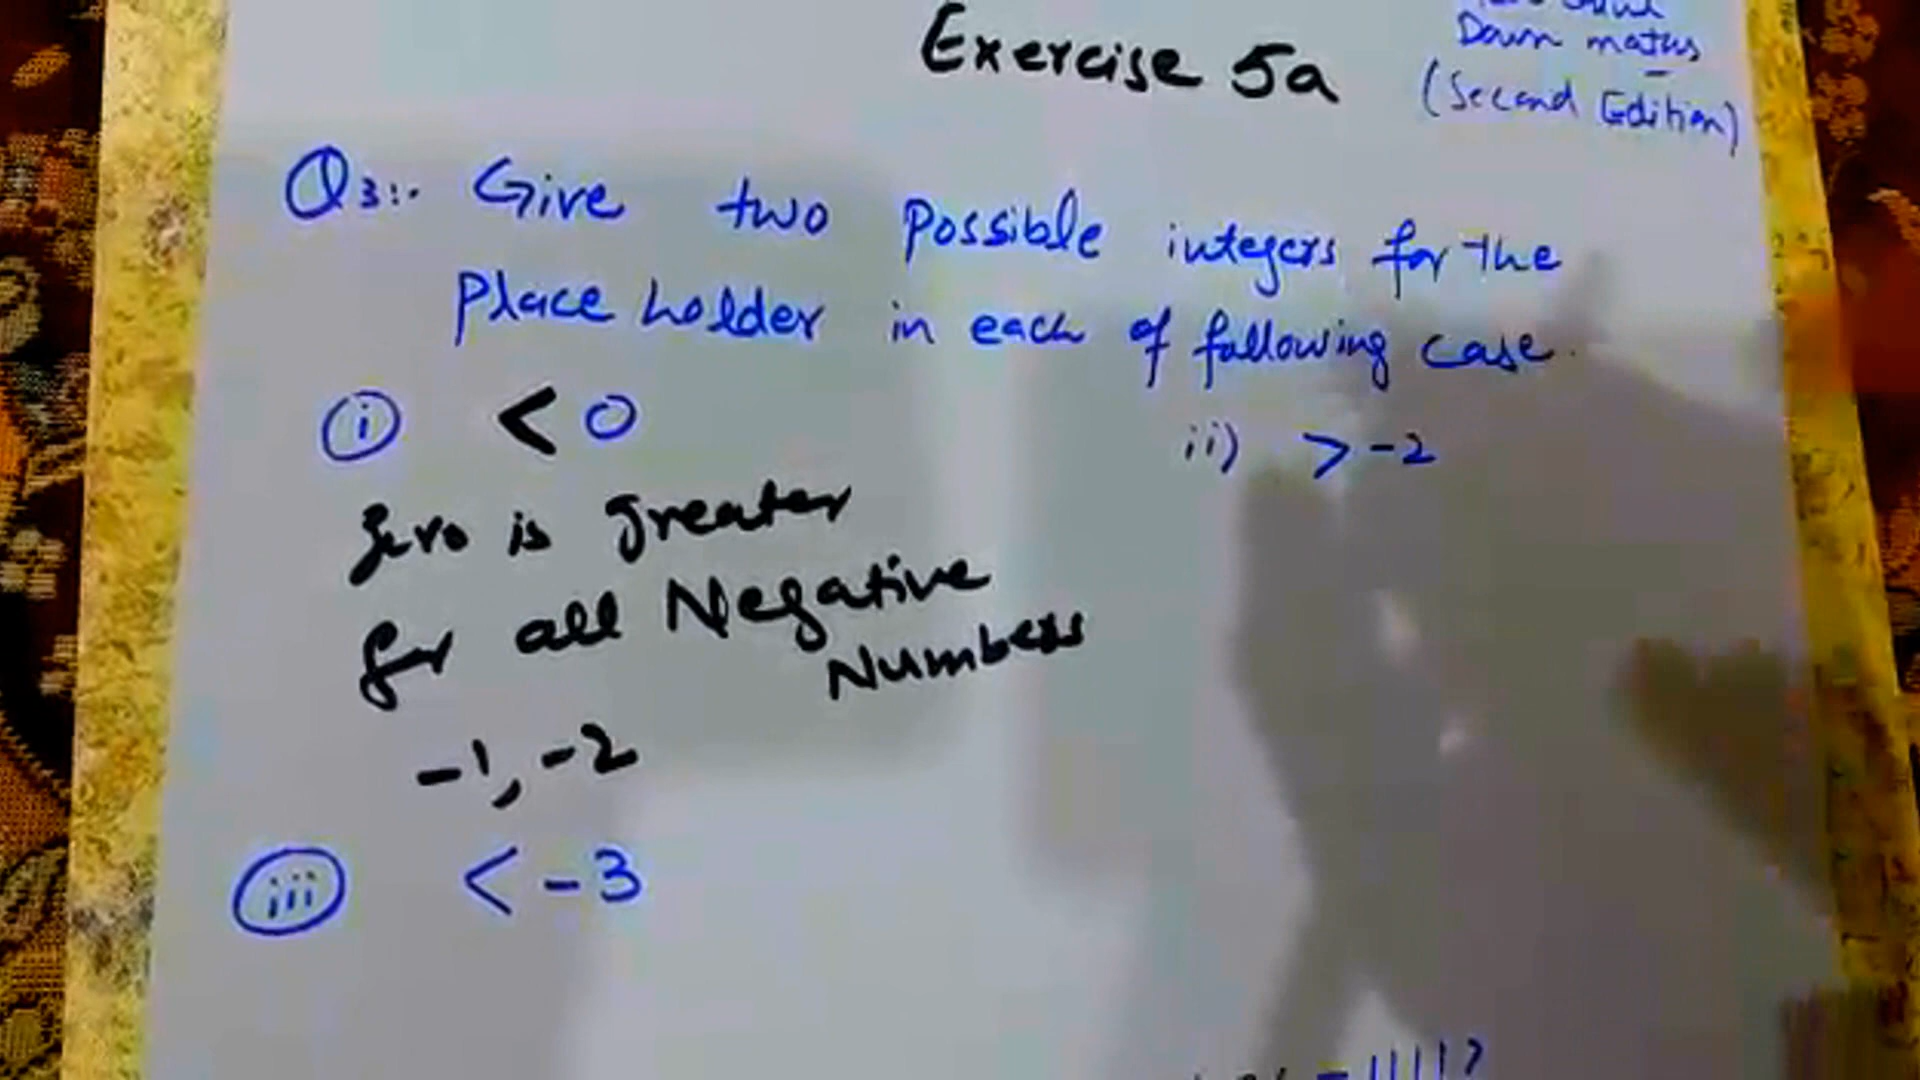 Exercise 5a
Down maths
(Second Edition)
Q3:- Give two possible integers for the
Place holder in each of following case.
(i) < 0
ii) > -2
Zero is greater
for all Negative
Numbers
-1, -2
(iii) < -3